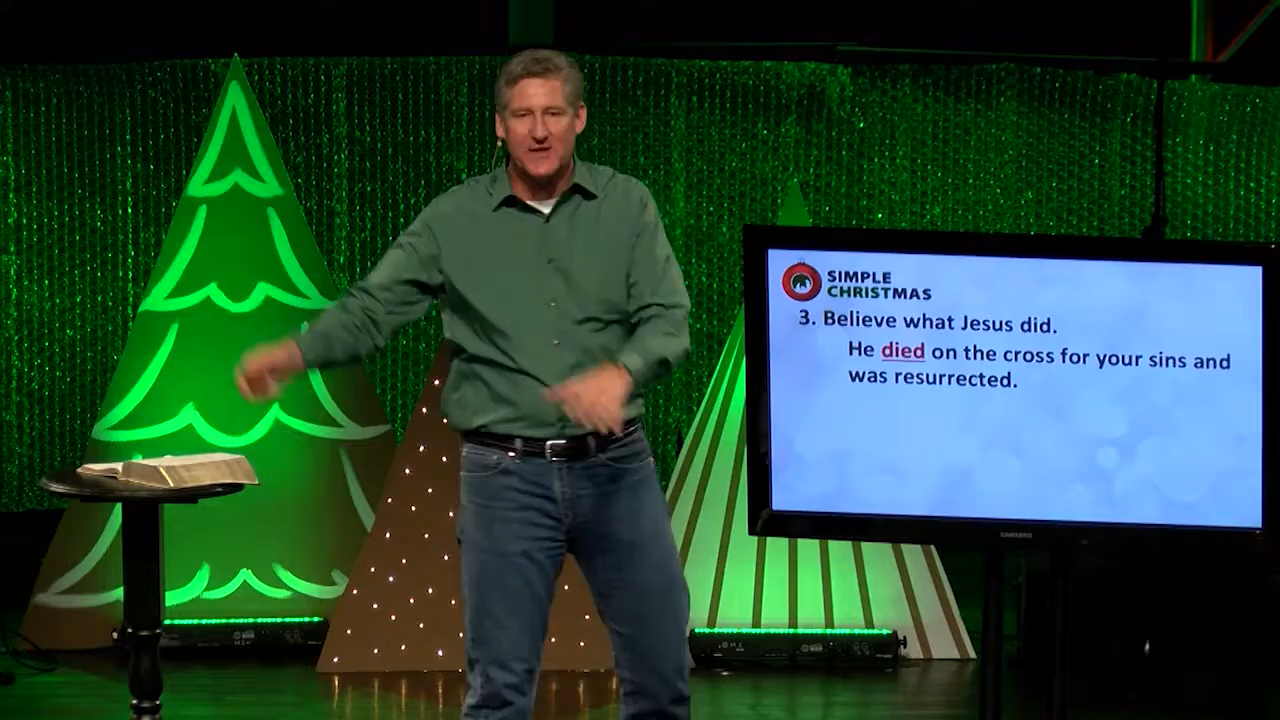 SIMPLE
CHRISTMAS
3. Believe what Jesus did.
He died on the cross for your sins and
was resurrected.
SAMSUNG